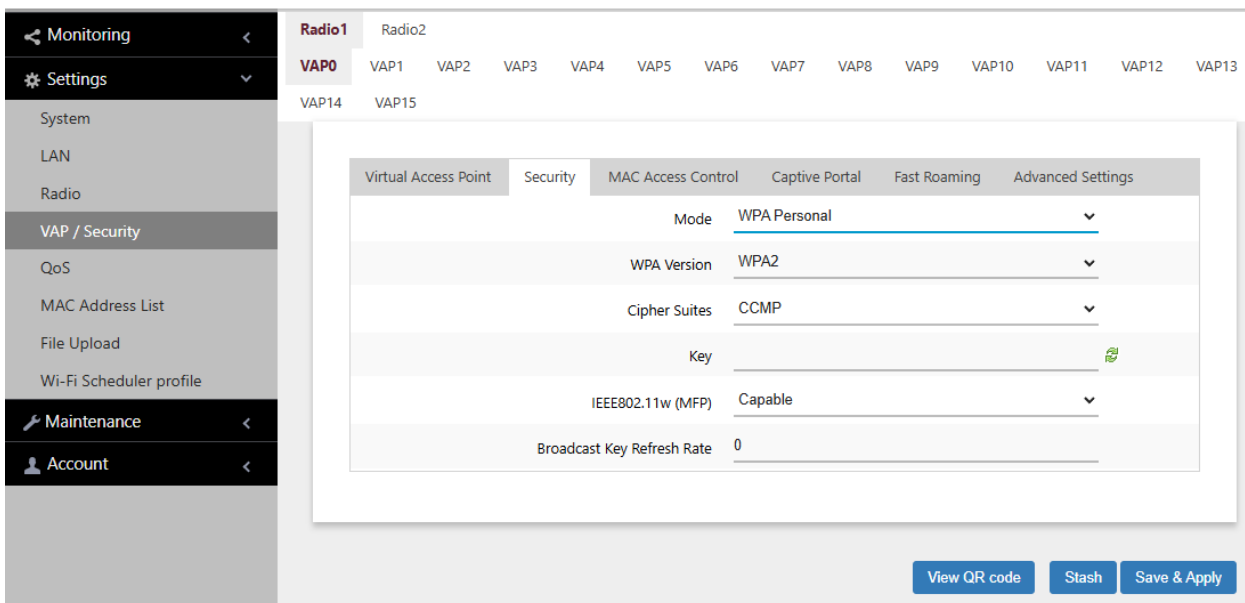 Monitoring
Settings
System
LAN
Radio
VAP / Security
QoS
MAC Address List
File Upload
Wi-Fi Scheduler profile
Maintenance
Account
Radio1 Radio2
VAP0 VAP1 VAP2 VAP3 VAP4 VAP5 VAP6 VAP7 VAP8 VAP9 VAP10 VAP11 VAP12 VAP13
VAP14 VAP15
Virtual Access Point Security MAC Access Control Captive Portal Fast Roaming Advanced Settings
Mode WPA Personal
WPA Version WPA2
Cipher Suites CCMP
Key
IEEE802.11w (MFP) Capable
Broadcast Key Refresh Rate 0
View QR code Stash Save & Apply